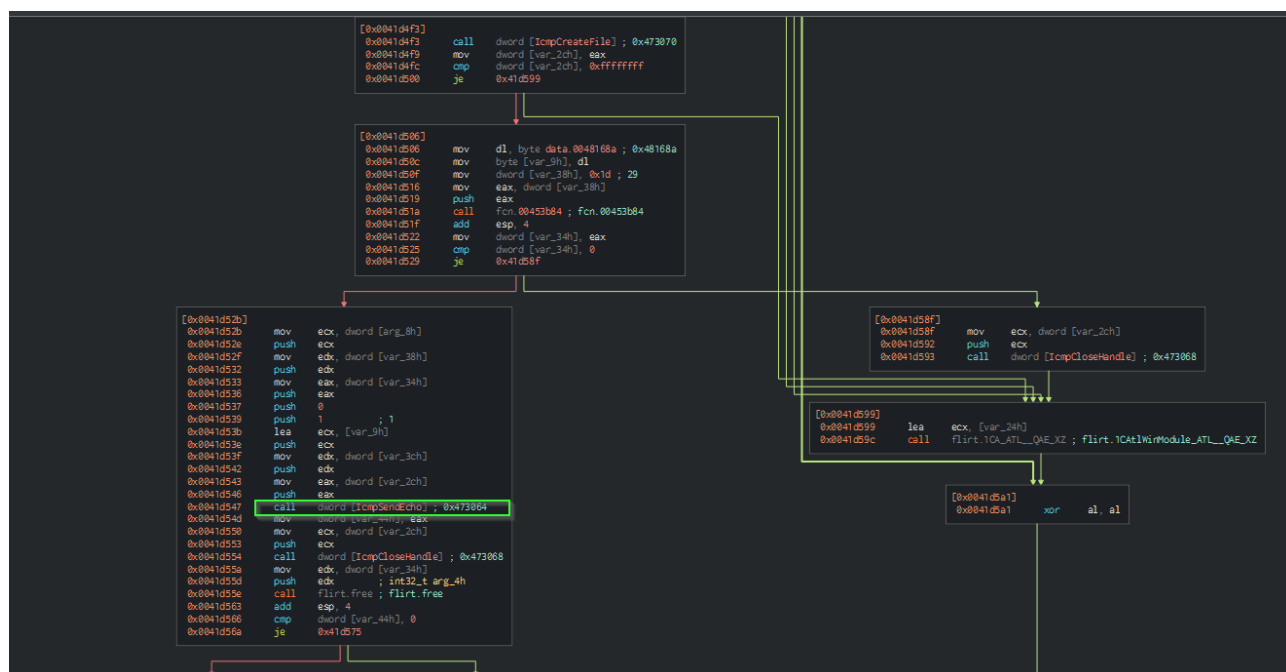 [0x0041d4f3]
0x0041d4f3 call dword [IcmpCreateFile] ; 0x473070
0x0041d4f9 mov dword [var_2ch], eax
0x0041d4fc cmp dword [var_2ch], 0xffffffff
0x0041d500 je 0x41d599
[0x0041d506]
0x0041d506 mov dl, byte data.0048168a ; 0x48168a
0x0041d50c mov byte [var_9h], dl
0x0041d50f mov dword [var_38h], 0x1d ; 29
0x0041d516 mov eax, dword [var_38h]
0x0041d519 push eax
0x0041d51a call fcn.00453b84 ; fcn.00453b84
0x0041d51f add esp, 4
0x0041d522 mov dword [var_34h], eax
0x0041d525 cmp dword [var_34h], 0
0x0041d529 je 0x41d58f
[0x0041d52b]
0x0041d52b mov ecx, dword [arg_8h]
0x0041d52e push ecx
0x0041d52f mov edx, dword [var_38h]
0x0041d532 push edx
0x0041d533 mov eax, dword [var_34h]
0x0041d536 push eax
0x0041d537 push 0
0x0041d539 push 1 ; 1
0x0041d53b lea ecx, [var_9h]
0x0041d53e push ecx
0x0041d53f mov edx, dword [var_3ch]
0x0041d542 push edx
0x0041d543 mov eax, dword [var_2ch]
0x0041d546 push eax
0x0041d547 call dword [IcmpSendEcho] ; 0x473064
0x0041d54d mov dword [var_44h], eax
0x0041d550 mov ecx, dword [var_2ch]
0x0041d553 push ecx
0x0041d554 call dword [IcmpCloseHandle] ; 0x473068
0x0041d55a mov edx, dword [var_34h]
0x0041d55d push edx ; int32_t arg_4h
0x0041d55e call flirt.free ; flirt.free
0x0041d563 add esp, 4
0x0041d566 cmp dword [var_44h], 0
0x0041d56a je 0x41d575
[0x0041d58f]
0x0041d58f mov ecx, dword [var_2ch]
0x0041d592 push ecx
0x0041d593 call dword [IcmpCloseHandle] ; 0x473068
[0x0041d599]
0x0041d599 lea ecx, [var_24h]
0x0041d59c call flirt.1CA_ATL__QAE_XZ ; flirt.1CAtlWinModule_ATL__QAE_XZ
[0x0041d5a1]
0x0041d5a1 xor al, al